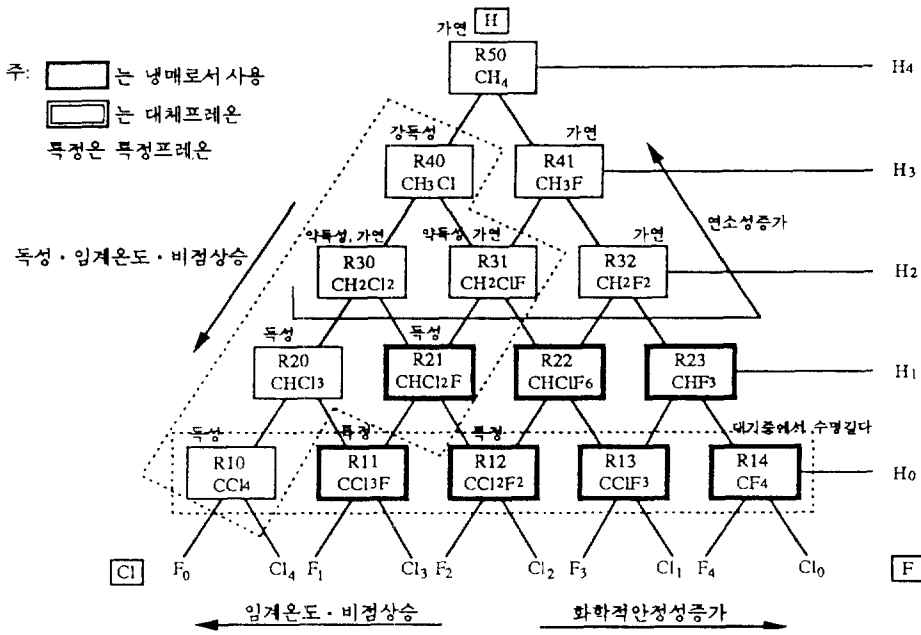 가연 H
R50
CH4
H4
주: 는 냉매로서 사용
는 대체프레온
특정은 특정프레온
강독성
R40
CH3Cl
가연
R41
CH3F
H3
연소성증가
독성·임계온도·비점상승
약독성, 가연
R30
CH2Cl2
약독성, 가연
R31
CH2ClF
가연
R32
CH2F2
H2
R20
CHCl3
독성
독성
R21
CHCl2F
R22
CHClF6
R23
CHF3
H1
대기중에서 수명길다
독성
R10
CCl4
특정
R11
CCl3F
특정
R12
CCl2F2
R13
CClF3
R14
CF4
H0
Cl F0 Cl4 F1 Cl3 F2 Cl2 F3 Cl1 F4 Cl0 F
임계온도·비점상승
화학적안정성증가